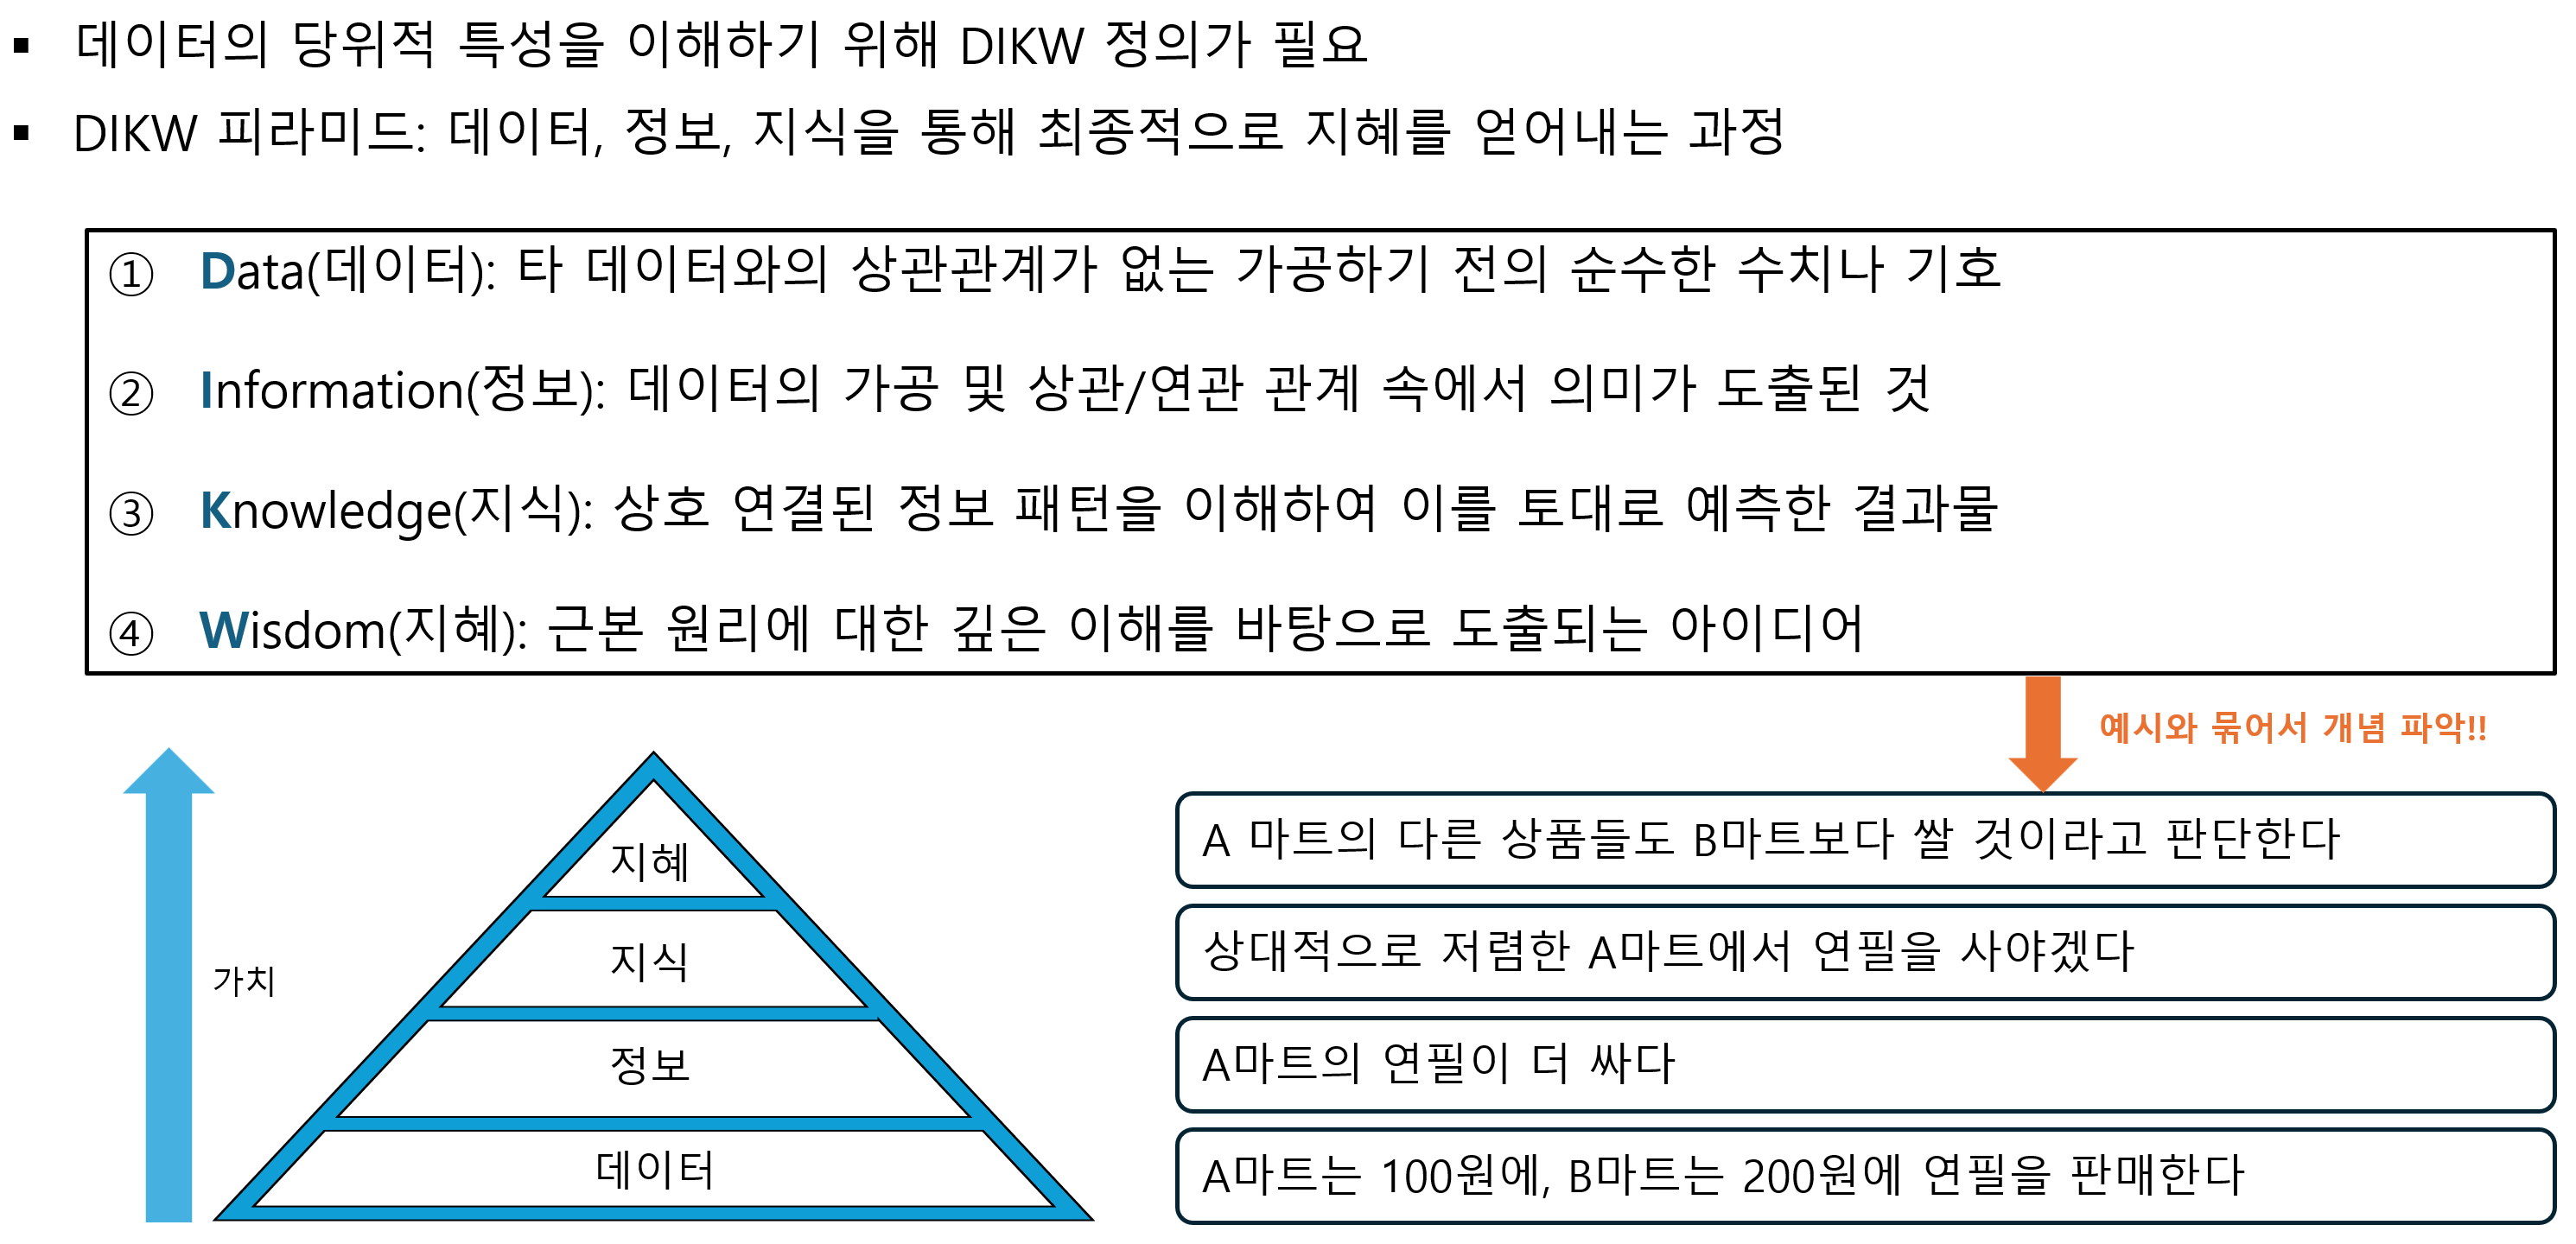 ▪ 데이터의 당위적 특성을 이해하기 위해 DIKW 정의가 필요
▪ DIKW 피라미드: 데이터, 정보, 지식을 통해 최종적으로 지혜를 얻어내는 과정
① Data(데이터): 타 데이터와의 상관관계가 없는 가공하기 전의 순수한 수치나 기호
② Information(정보): 데이터의 가공 및 상관/연관 관계 속에서 의미가 도출된 것
③ Knowledge(지식): 상호 연결된 정보 패턴을 이해하여 이를 토대로 예측한 결과물
④ Wisdom(지혜): 근본 원리에 대한 깊은 이해를 바탕으로 도출되는 아이디어
예시와 묶어서 개념 파악!!
가치
지혜
지식
정보
데이터
A 마트의 다른 상품들도 B마트보다 쌀 것이라고 판단한다
상대적으로 저렴한 A마트에서 연필을 사야겠다
A마트의 연필이 더 싸다
A마트는 100원에, B마트는 200원에 연필을 판매한다